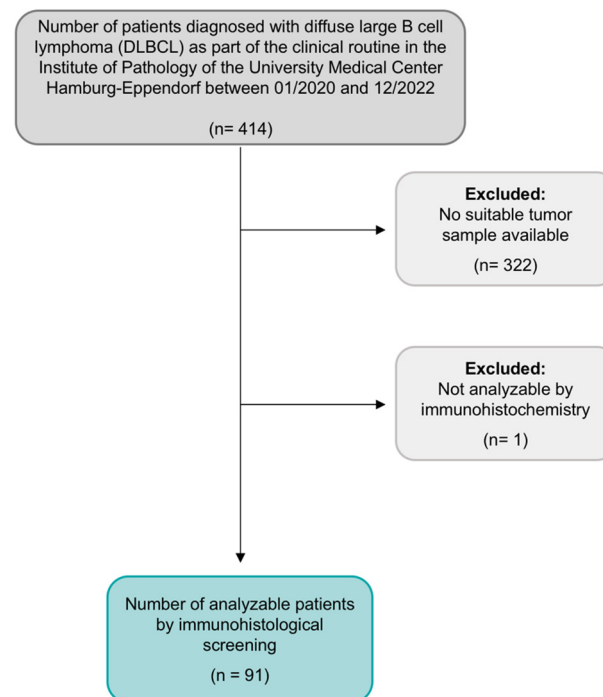 Number of patients diagnosed with diffuse large B cell
lymphoma (DLBCL) as part of the clinical routine in the
Institute of Pathology of the University Medical Center
Hamburg-Eppendorf between 01/2020 and 12/2022
(n= 414)
Excluded:
No suitable tumor
sample available
(n= 322)
Excluded:
Not analyzable by
immunohistochemistry
(n= 1)
Number of analyzable patients
by immunohistological
screening
(n = 91)